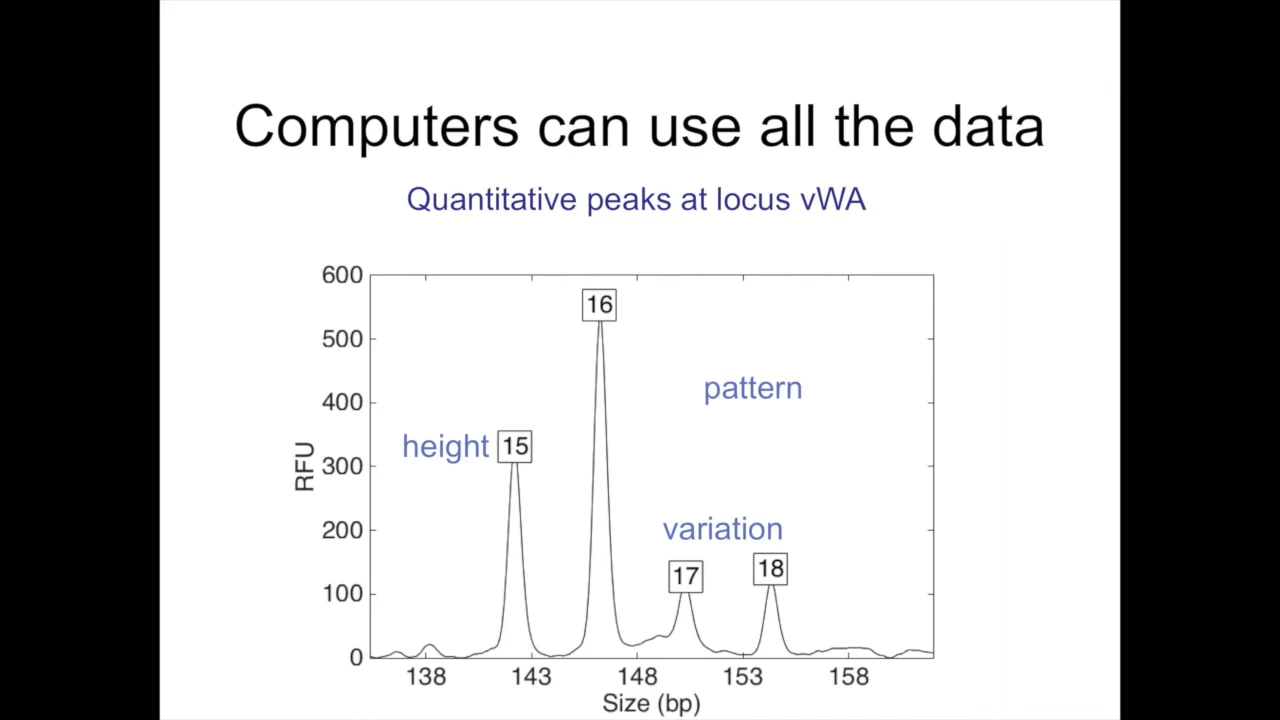 Computers can use all the data
Quantitative peaks at locus vWA
600
16
500
400
pattern
height 15
RFU
300
200
variation
17
18
100
0
138 143 148 153 158
Size (bp)